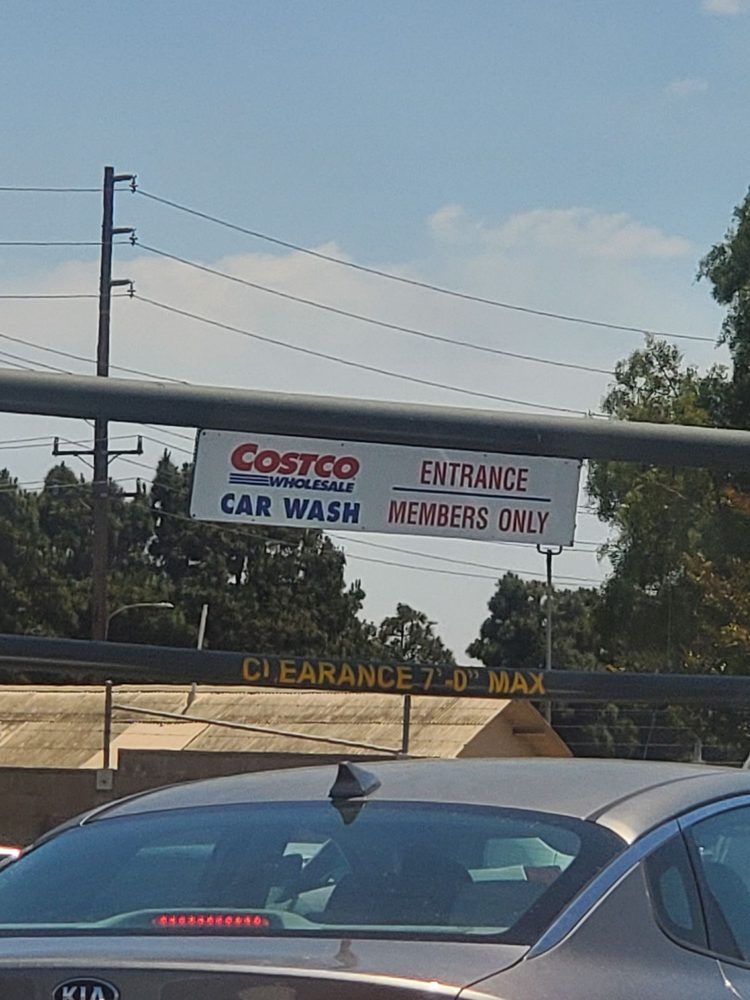 COSTCO
WHOLESALE
CAR WASH
ENTRANCE
MEMBERS ONLY
CLEARANCE 7'-0" MAX
KIA